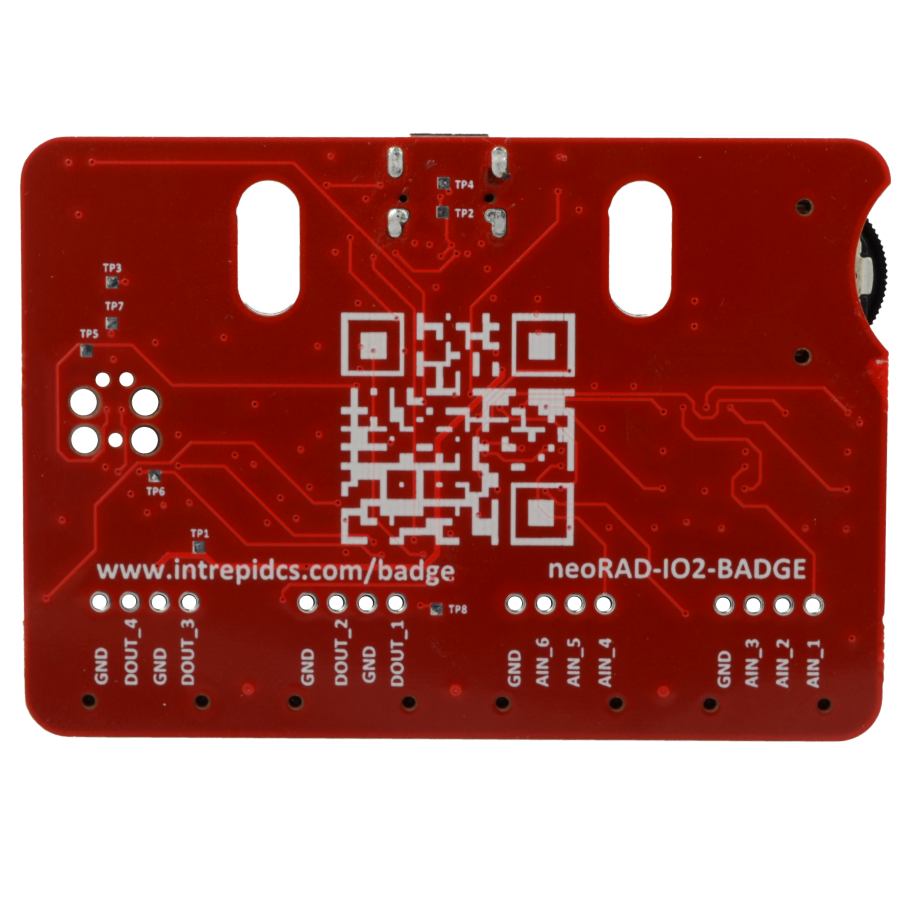 TP4
TP2
TP3
TP7
TP5
TP6
TP1
www.intrepidcs.com/badge
neoRAD-IO2-BADGE
TP8
GND
DOUT_4
GND
DOUT_3
GND
DOUT_2
GND
DOUT_1
GND
AIN_6
AIN_5
AIN_4
GND
AIN_3
AIN_2
AIN_1